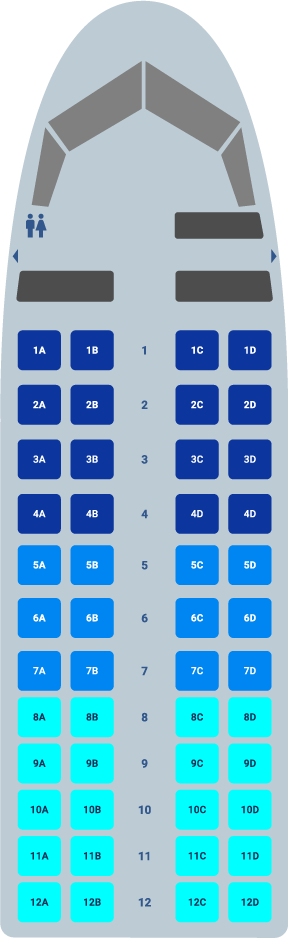 1A 1B 1 1C 1D
2A 2B 2 2C 2D
3A 3B 3 3C 3D
4A 4B 4 4D 4D
5A 5B 5 5C 5D
6A 6B 6 6C 6D
7A 7B 7 7C 7D
8A 8B 8 8C 8D
9A 9B 9 9C 9D
10A 10B 10 10C 10D
11A 11B 11 11C 11D
12A 12B 12 12C 12D